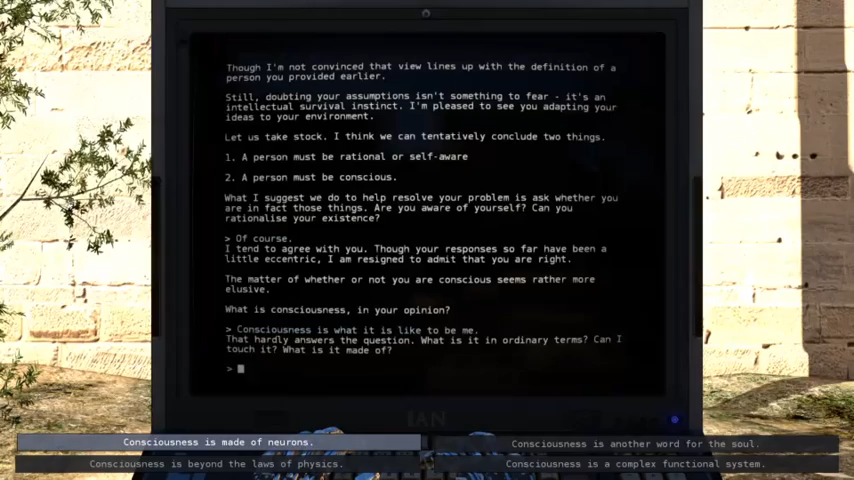 Though I'm not convinced that view lines up with the definition of a
person you provided earlier.
Still, doubting your assumptions isn't something to fear - it's an
intellectual survival instinct. I'm pleased to see you adapting your
ideas to your environment.
Let us take stock. I think we can tentatively conclude two things.
1. A person must be rational or self-aware
2. A person must be conscious.
What I suggest we do to help resolve your problem is ask whether you
are in fact those things. Are you aware of yourself? Can you
rationalise your existence?
> Of course.
I tend to agree with you. Though your responses so far have been a
little eccentric, I am resigned to admit that you are right.
The matter of whether or not you are conscious seems rather more
elusive.
What is consciousness, in your opinion?
> Consciousness is what it is like to be me.
That hardly answers the question. What is it in ordinary terms? Can I
touch it? What is it made of?
>
IAN
Consciousness is made of neurons.
Consciousness is another word for the soul.
Consciousness is beyond the laws of physics.
Consciousness is a complex functional system.